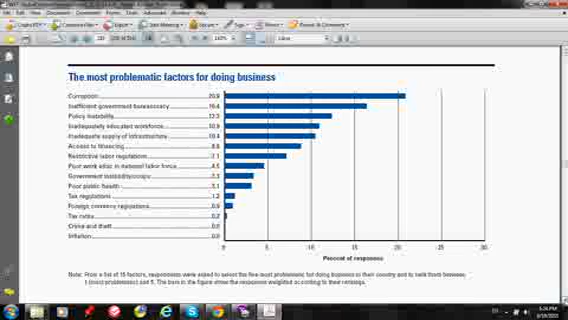 The most problematic factors for doing business
Corruption 20.9
Inefficient government bureaucracy 16.4
Policy instability 12.3
Inadequately educated workforce 10.9
Inadequate supply of infrastructure 10.4
Access to financing 8.8
Restrictive labor regulations 7.1
Poor work ethic in national labor force 4.5
Government instability/coups 3.3
Poor public health 3.1
Tax regulations 1.2
Foreign currency regulations 0.9
Tax rates 0.2
Crime and theft 0.0
Inflation 0.0
0 5 10 15 20 25 30
Percent of responses
Note: From a list of 15 factors, respondents were asked to select the five most problematic for doing business in their country and to rank them between
1 (most problematic) and 5. The bars in the figure show the responses weighted according to their rankings.